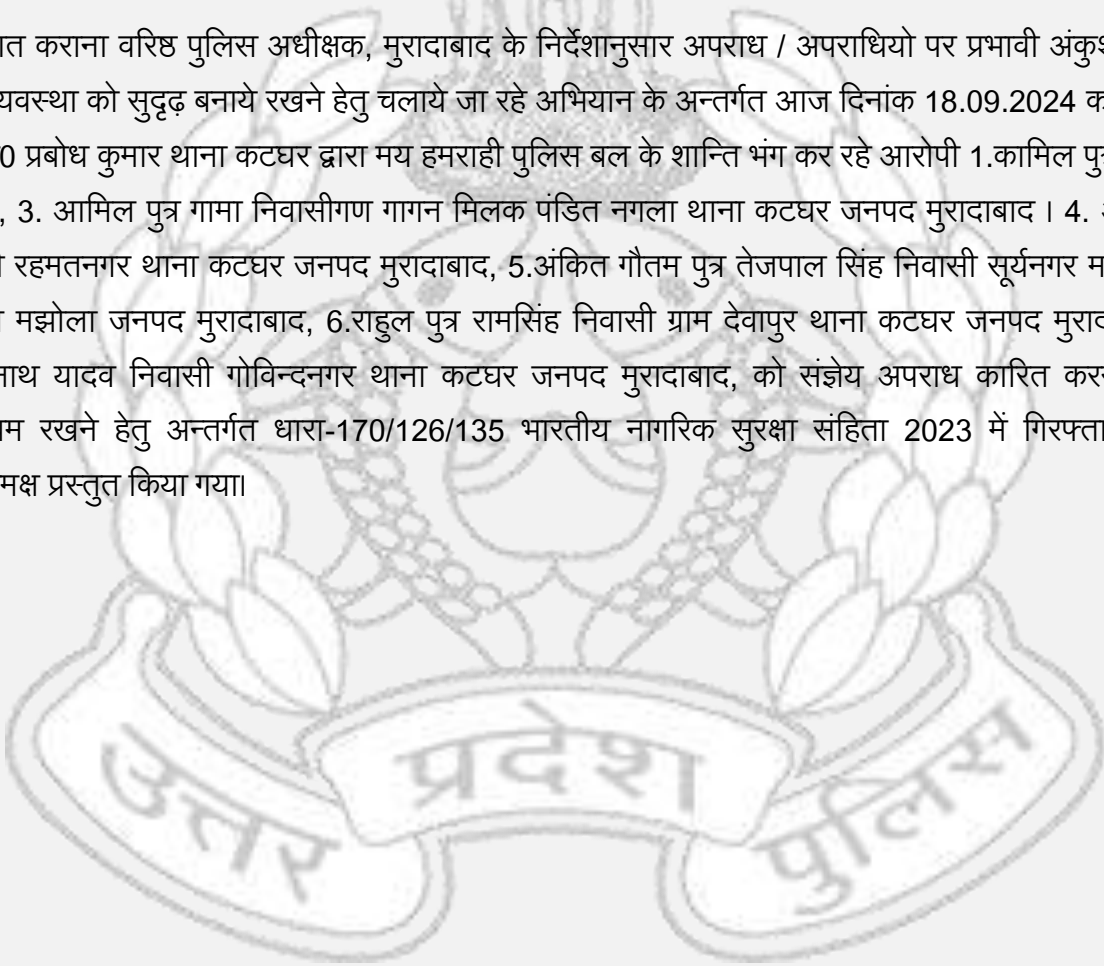 ात कराना वरिष्ठ पुलिस अधीक्षक, मुरादाबाद के निर्देशानुसार अपराध / अपराधियो पर प्रभावी अंकुश
यवस्था को सुदृढ़ बनाये रखने हेतु चलाये जा रहे अभियान के अन्तर्गत आज दिनांक 18.09.2024 क
0 प्रबोध कुमार थाना कटघर द्वारा मय हमराही पुलिस बल के शान्ति भंग कर रहे आरोपी 1.कामिल पुत्र
, 3. आमिल पुत्र गामा निवासीगण गागन मिलक पंडित नगला थाना कटघर जनपद मुरादाबाद । 4.
रहमतनगर थाना कटघर जनपद मुरादाबाद, 5.अंकित गौतम पुत्र तेजपाल सिंह निवासी सूर्यनगर म
मझोला जनपद मुरादाबाद, 6.राहुल पुत्र रामसिंह निवासी ग्राम देवापुर थाना कटघर जनपद मुराद
नाथ यादव निवासी गोविन्दनगर थाना कटघर जनपद मुरादाबाद, को संज्ञेय अपराध कारित कर
म रखने हेतु अन्तर्गत धारा-170/126/135 भारतीय नागरिक सुरक्षा संहिता 2023 में गिरफ्ता
मक्ष प्रस्तुत किया गया।
उत्तर प्रदेश पुलिस